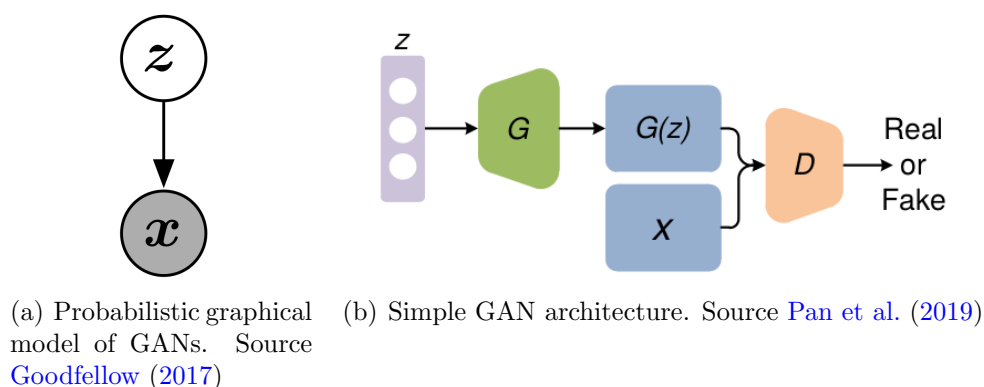 z
x
z
G
G(z)
x
D
Real
or
Fake
(a) Probabilistic graphical
model of GANs. Source
Goodfellow (2017)
(b) Simple GAN architecture. Source Pan et al. (2019)